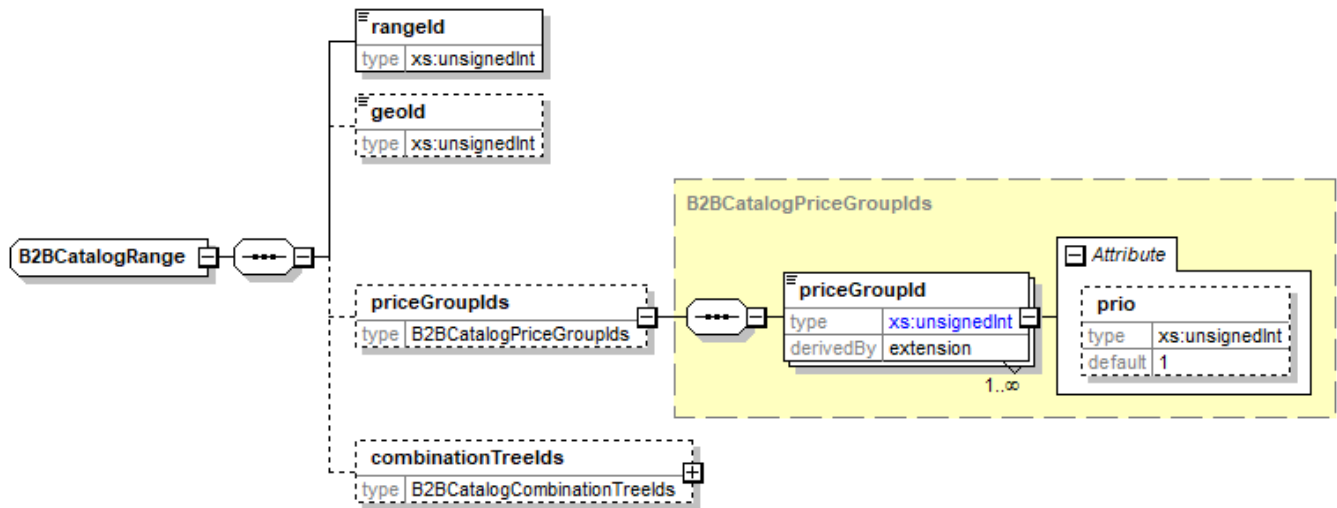 rangeId
type xs:unsignedInt
geoId
type xs:unsignedInt
B2BCatalogPriceGroupIds
B2BCatalogRange
Attribute
priceGroupIds
type B2BCatalogPriceGroupIds
priceGroupId
type xs:unsignedInt
derivedBy extension
1..∞
prio
type xs:unsignedInt
default 1
combinationTreeIds
type B2BCatalogCombinationTreeIds